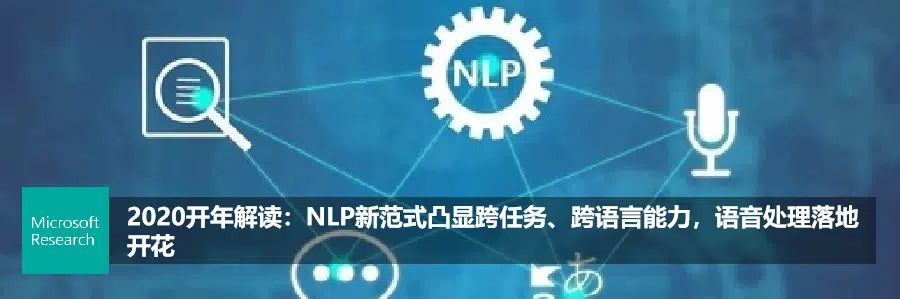 NLP
Microsoft
Research
2020开年解读：NLP新范式凸显跨任务、跨语言能力，语音处理落地
开花
あ